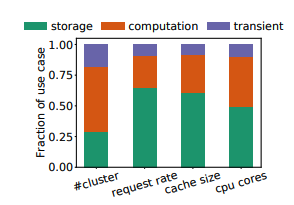 storage computation transient
Fraction of use case
1.00
0.75
0.50
0.25
0.00
#cluster request rate cache size cpu cores